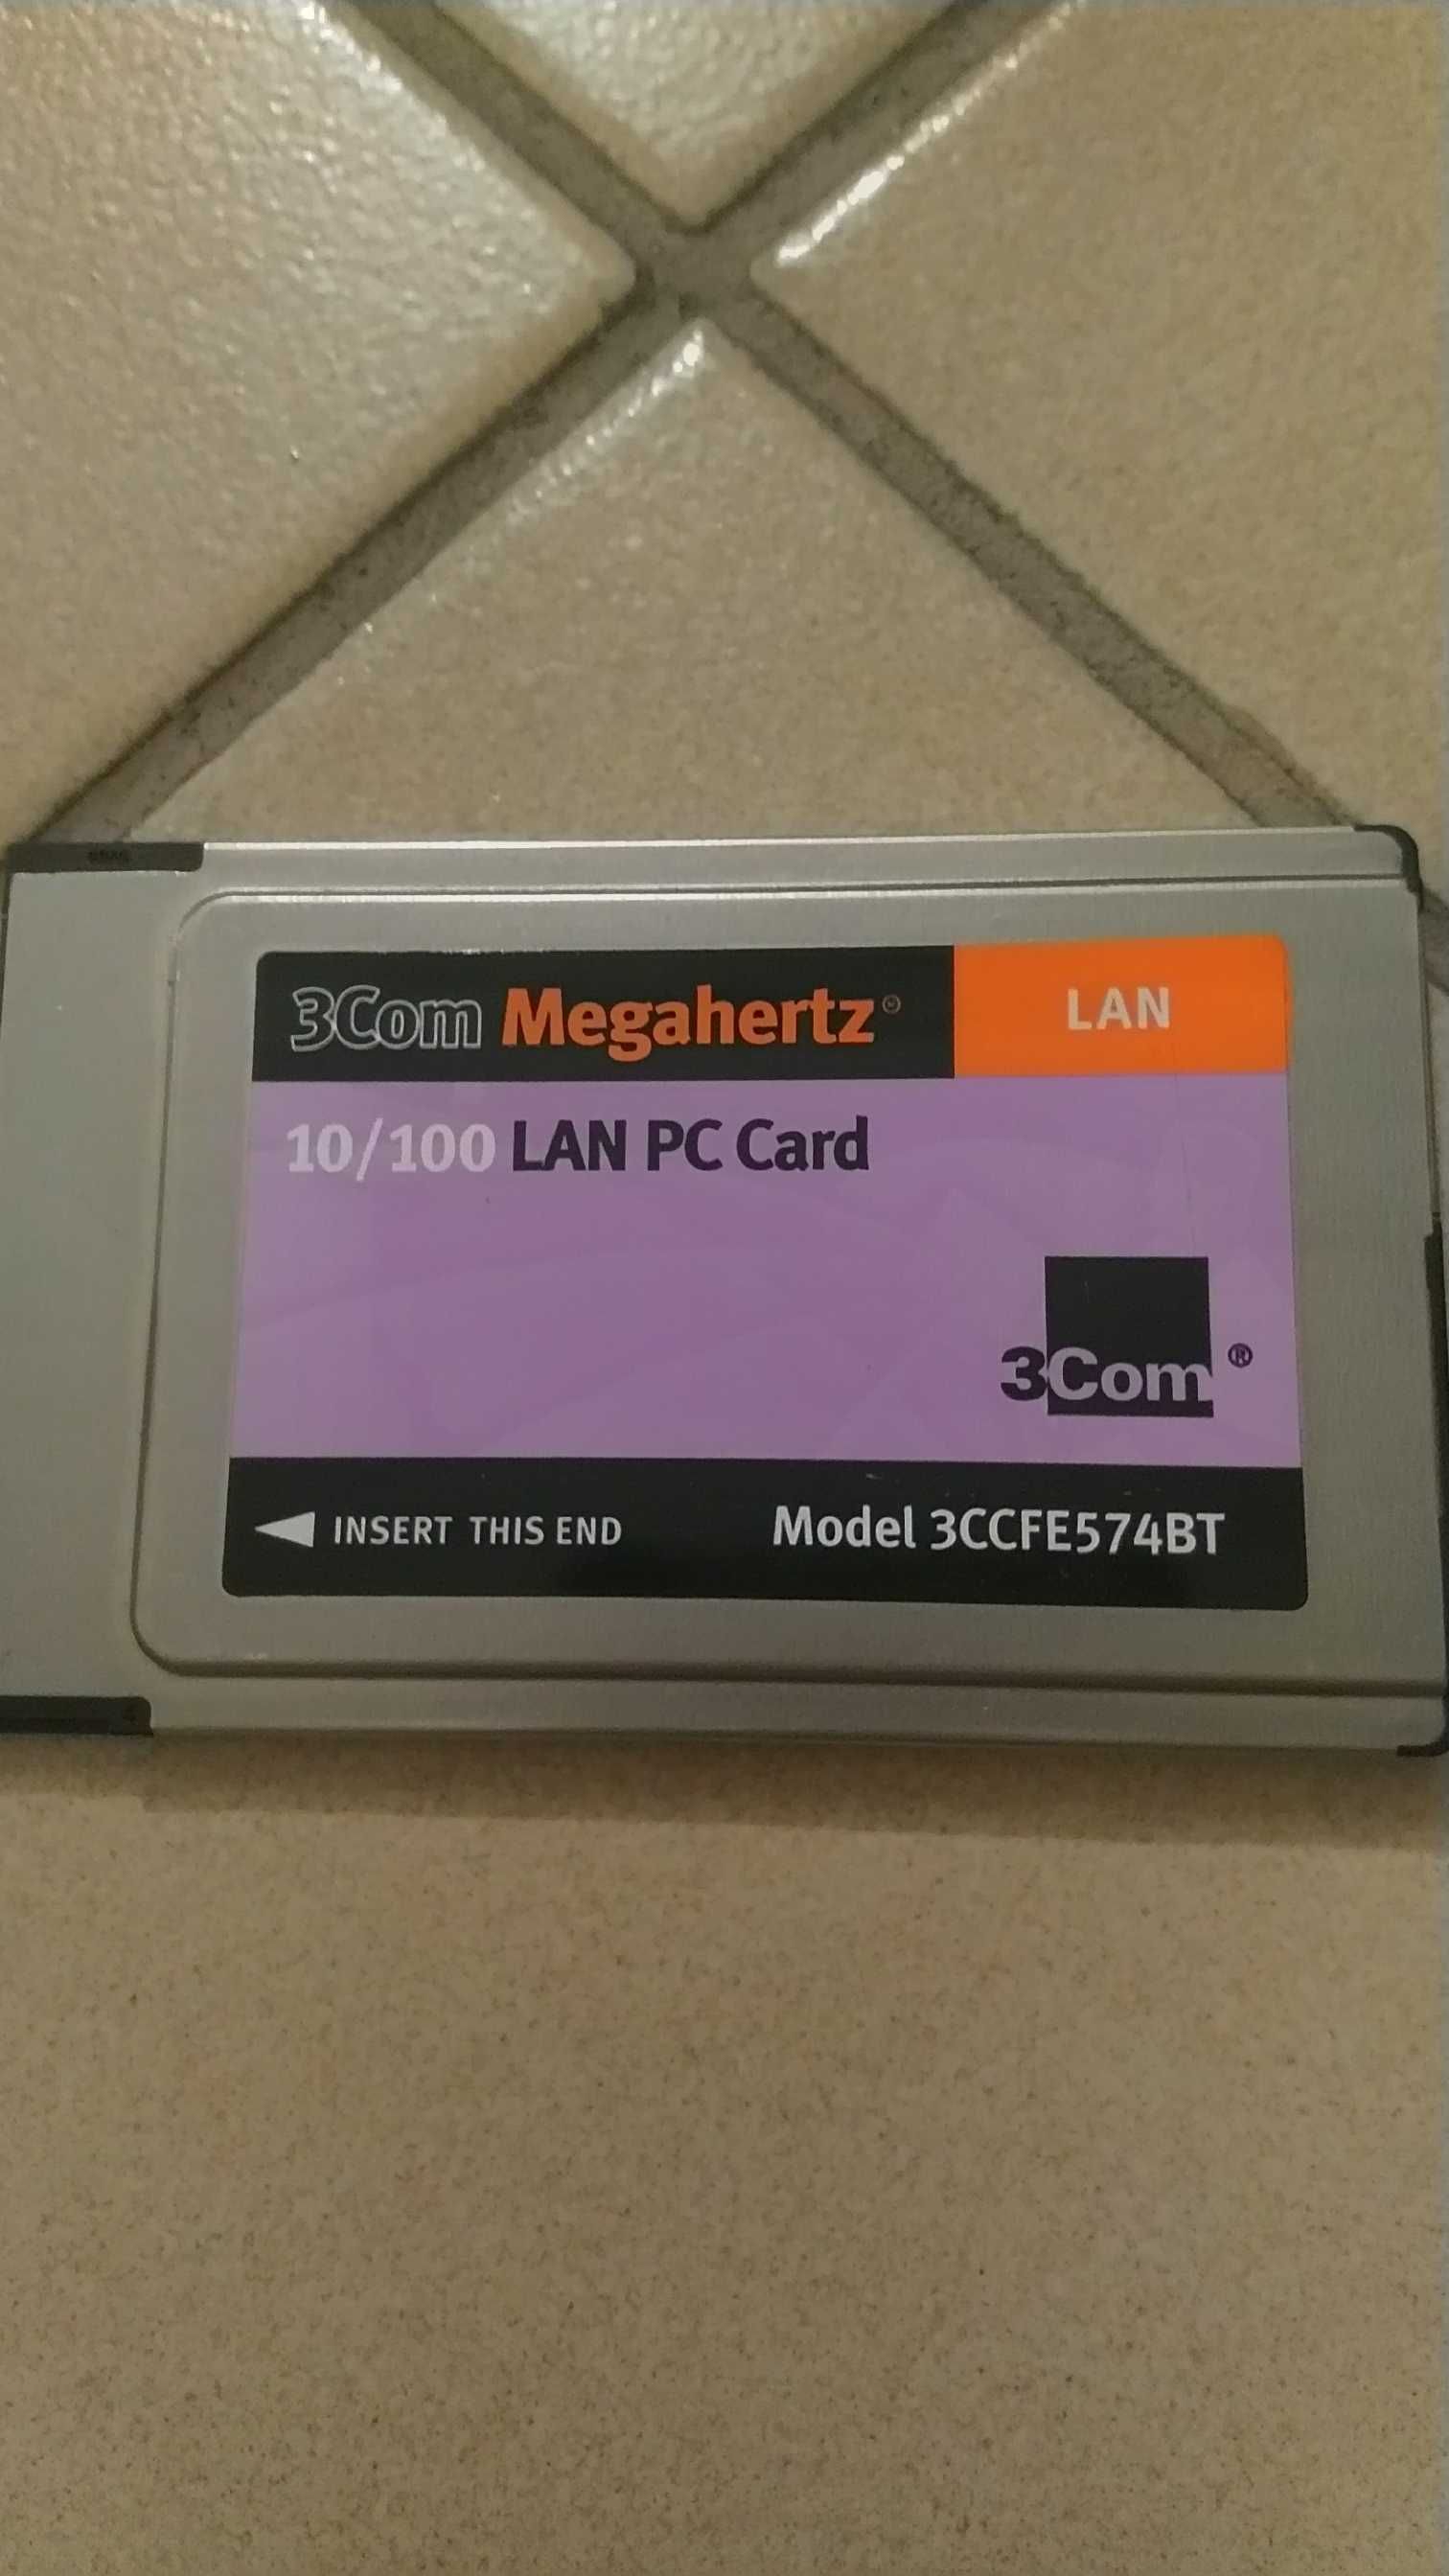 3Com Megahertz®
LAN
10/100 LAN PC Card
3Com®
INSERT THIS END
Model 3CCFE574BT